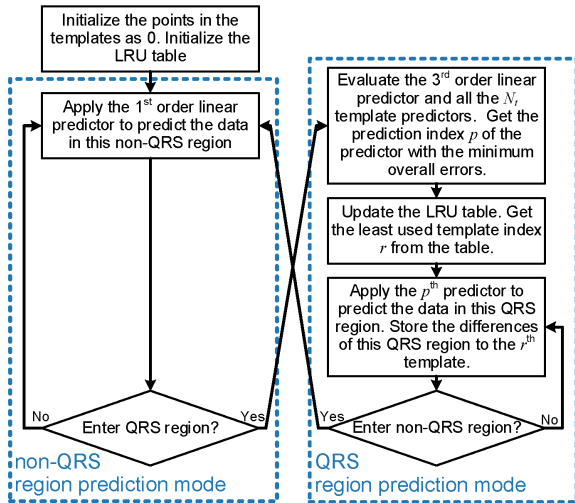 Initialize the points in the
templates as 0. Initialize the
LRU table
Apply the 1st order linear
predictor to predict the data
in this non-QRS region
Enter QRS region?
No
Yes
non-QRS
region prediction mode
Evaluate the 3rd order linear
predictor and all the Nt
template predictors. Get the
prediction index p of the
predictor with the minimum
overall errors.
Update the LRU table. Get
the least used template index
r from the table.
Apply the pth predictor to
predict the data in this QRS
region. Store the differences
of this QRS region to the rth
template.
Enter non-QRS region?
Yes
No
QRS
region prediction mode